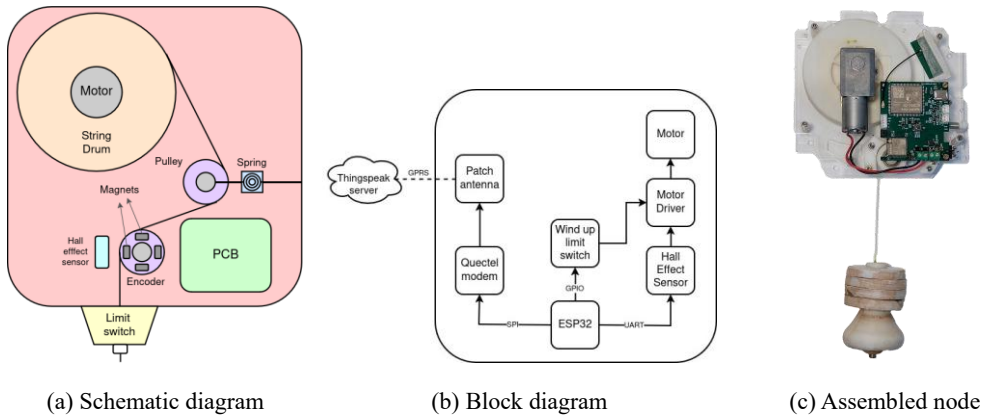 Motor
String
Drum
Pulley
Spring
Magnets
Hall
efffect
sensor
Encoder
PCB
Limit
switch
Thingspeak
server
GPRS
Patch
antenna
Motor
Motor
Driver
Wind up
limit
switch
Quectel
modem
Hall
Effect
Sensor
GPIO
SPI
ESP32
UART
(a) Schematic diagram
(b) Block diagram
(c) Assembled node